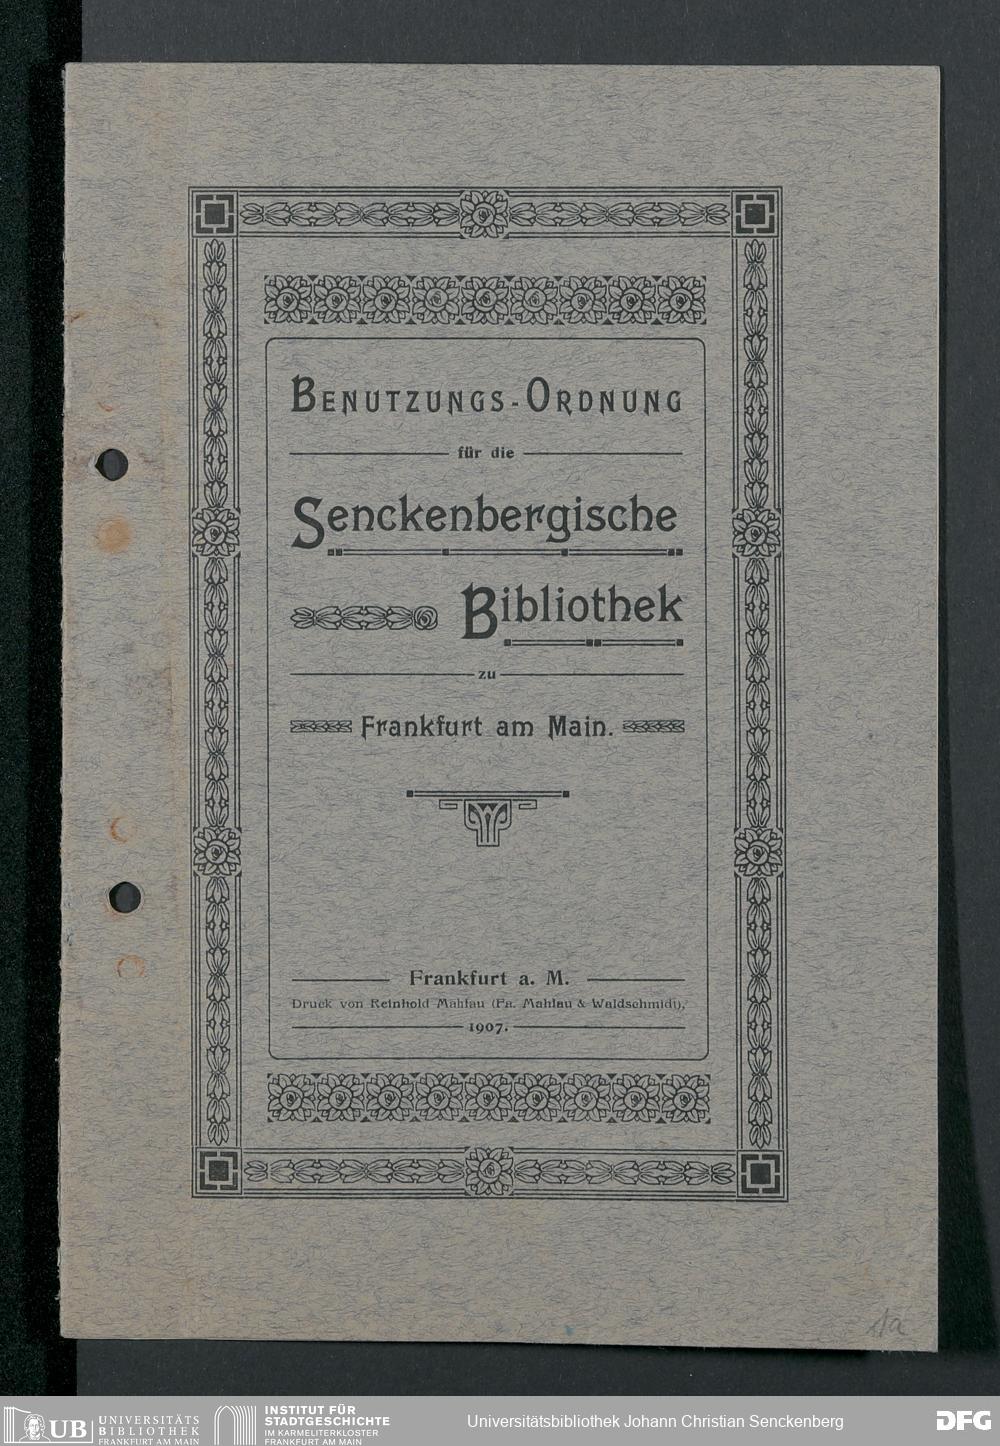 BENUTZUNGS-ORDNUNG
für die
Senckenbergische
Bibliothek
zu
Frankfurt am Main.
Frankfurt a. M.
Druck von Reinhold Mahlau (Fa. Mahlau & Waldschmidt),
1907.
1a
UB UNIVERSITÄTS
BIBLIOTHEK
FRANKFURT AM MAIN
INSTITUT FÜR
STADTGESCHICHTE
IM KARMELITERKLOSTER
FRANKFURT AM MAIN
Universitätsbibliothek Johann Christian Senckenberg
DFG